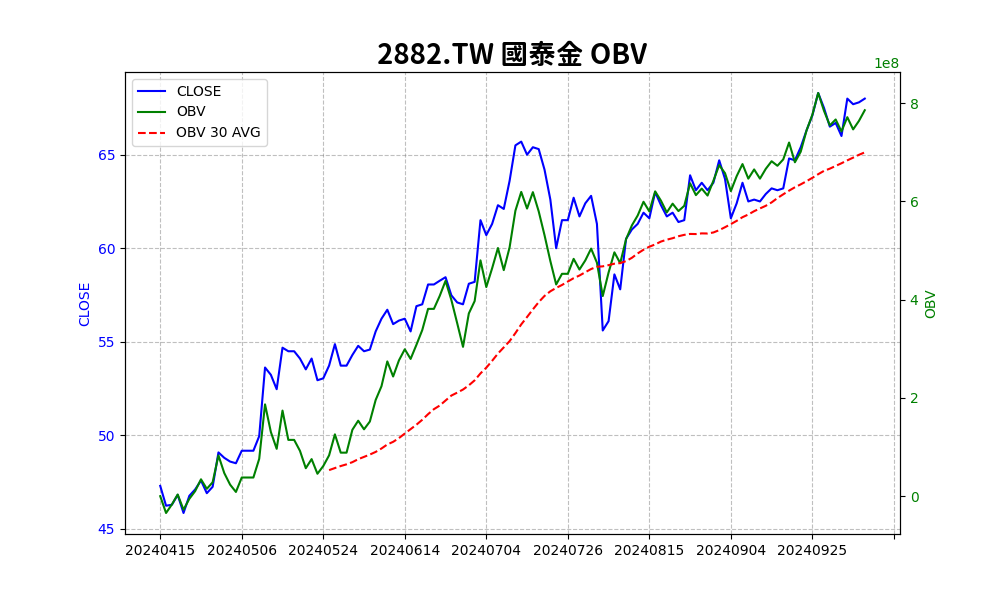 2882.TW 國泰金 OBV
1e8
CLOSE
OBV
OBV 30 AVG
65
60
55
50
45
CLOSE
8
6
4
2
0
OBV
20240415 20240506 20240524 20240614 20240704 20240726 20240815 20240904 20240925